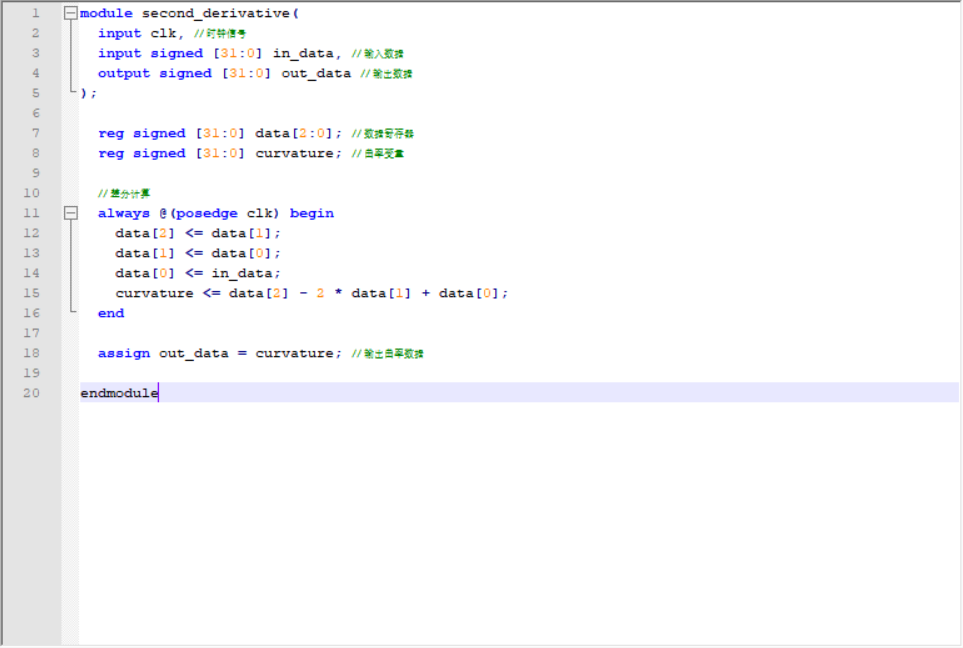 1 module second_derivative(
2 input clk, //时钟信号
3 input signed [31:0] in_data, //输入数据
4 output signed [31:0] out_data //输出数据
5 );
6
7 reg signed [31:0] data[2:0]; //数据寄存器
8 reg signed [31:0] curvature; //曲率变量
9
10 //差分计算
11 always @(posedge clk) begin
12 data[2] <= data[1];
13 data[1] <= data[0];
14 data[0] <= in_data;
15 curvature <= data[2] - 2 * data[1] + data[0];
16 end
17
18 assign out_data = curvature; //输出曲率数据
19
20 endmodule